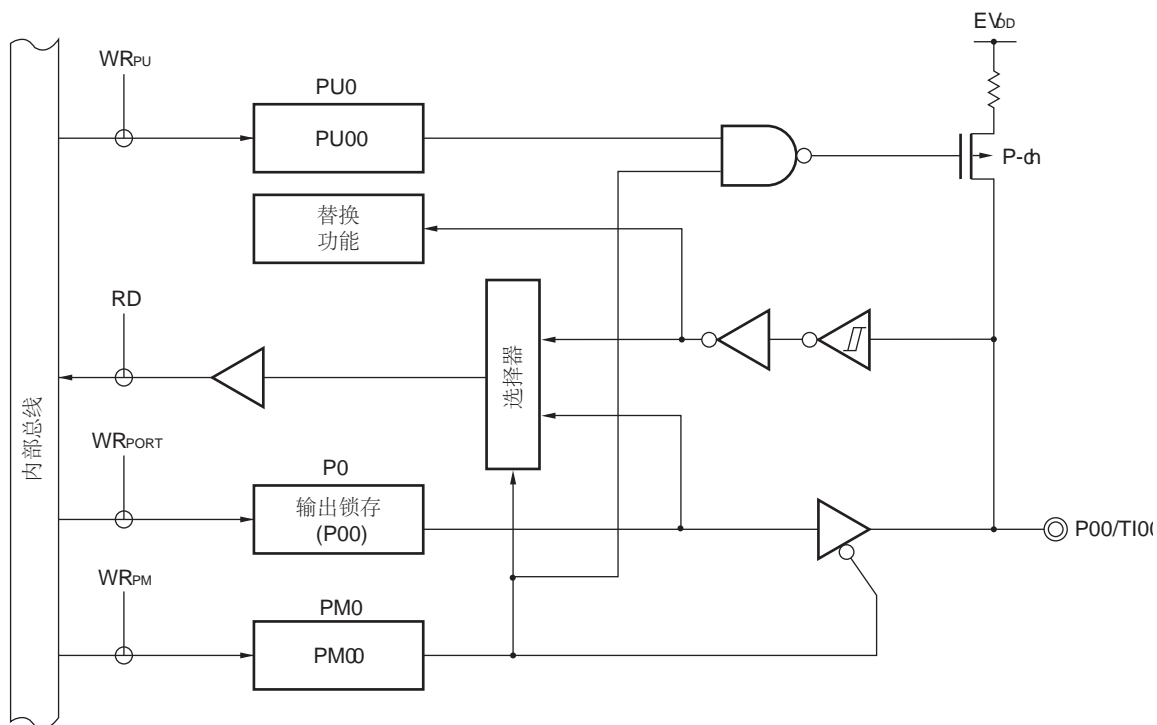 EVDD
WRPU
PU0
PU00
P-ch
替换
功能
RD
选择器
内部总线
WRPORT
P0
输出锁存
(P00)
P00/TI00
WRPM
PM0
PM00